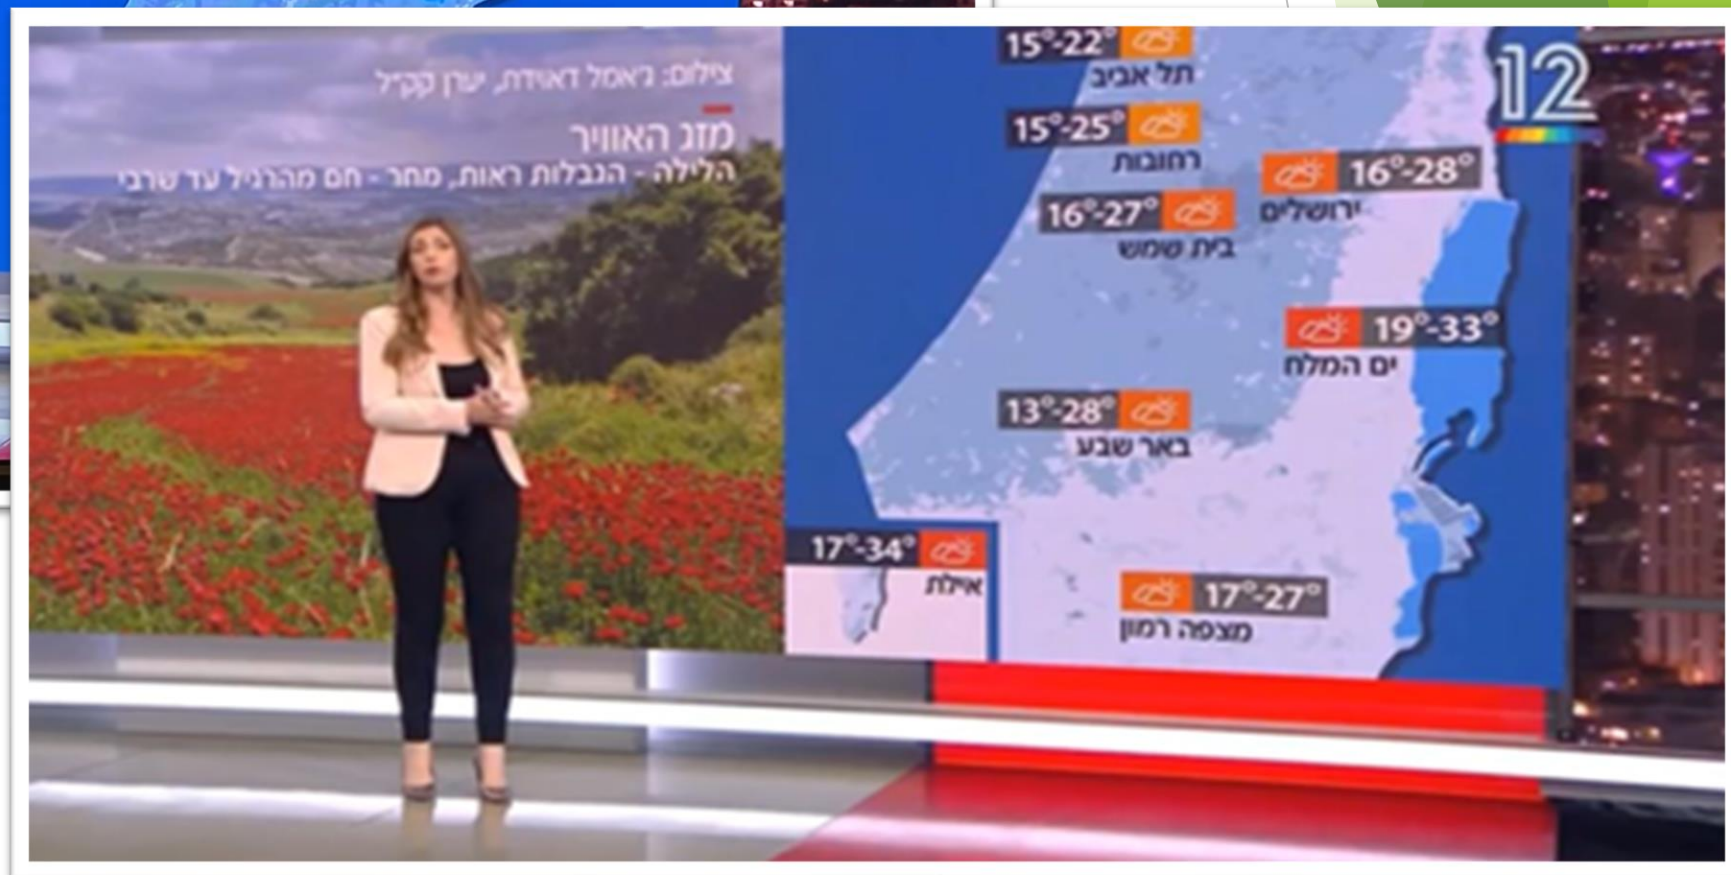 צילום: ג׳אמל דאוידת, יערן קק״ל
מזג האוויר
הלילה - הגבלות ראות, מחר - חם מהרגיל עד שרבי
12
15°-22°
תל אביב
15°-25°
רחובות
16°-28°
ירושלים
16°-27°
בית שמש
19°-33°
ים המלח
13°-28°
באר שבע
17°-34°
אילת
17°-27°
מצפה רמון